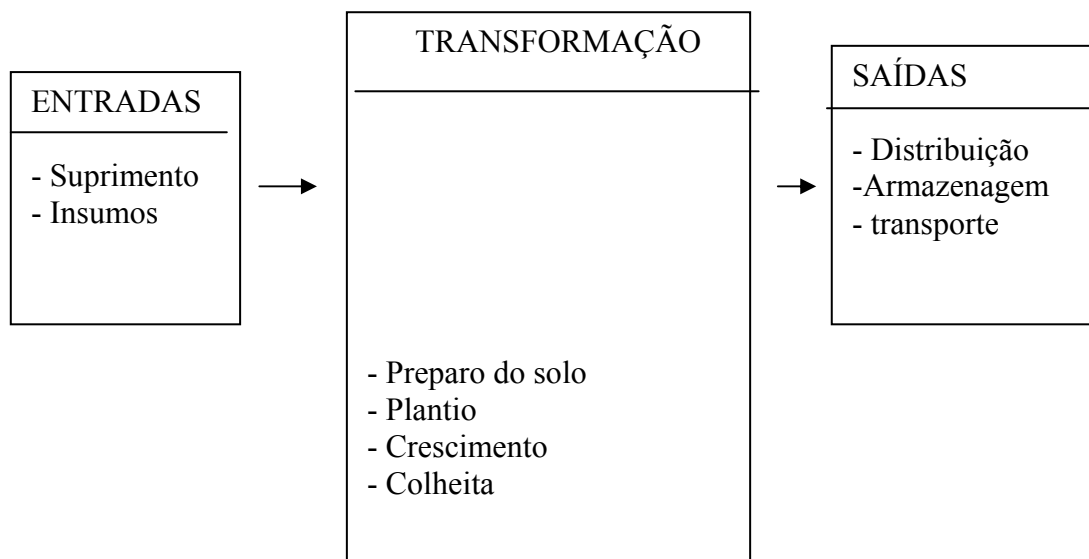 ENTRADAS
- Suprimento
- Insumos
TRANSFORMAÇÃO
- Preparo do solo
- Plantio
- Crescimento
- Colheita
SAÍDAS
- Distribuição
-Armazenagem
- transporte